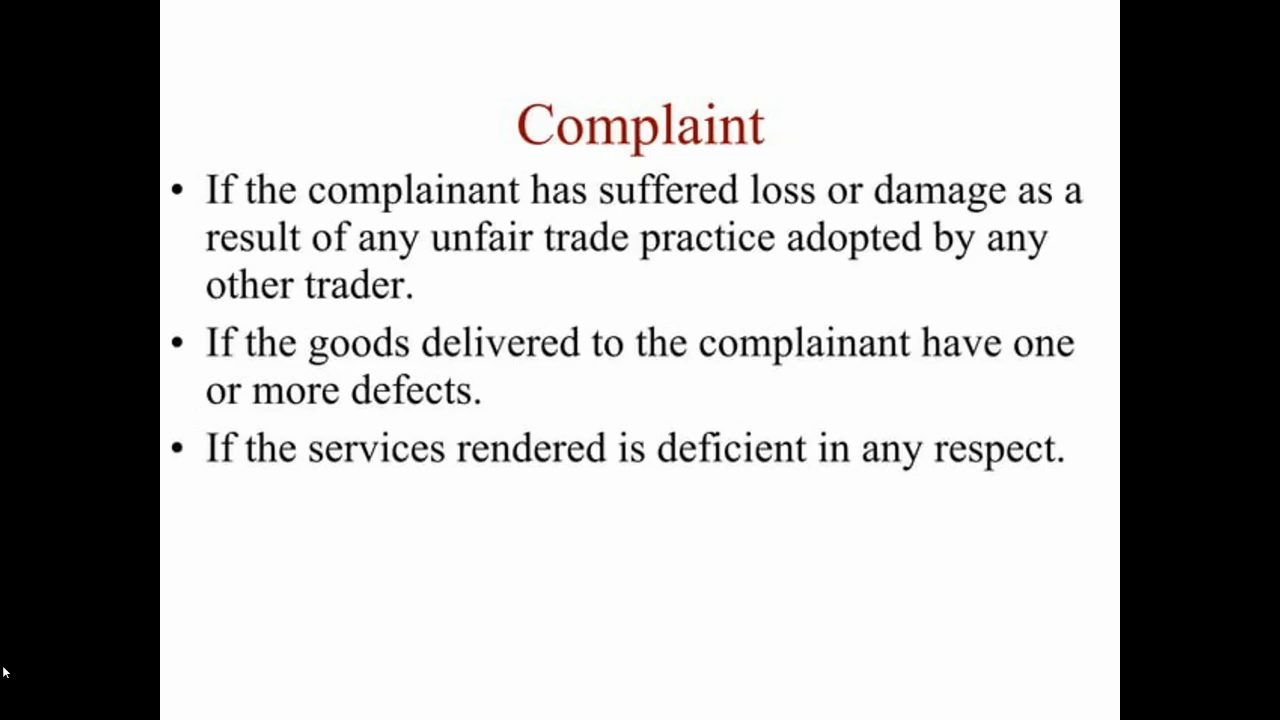 Complaint
• If the complainant has suffered loss or damage as a
result of any unfair trade practice adopted by any
other trader.
• If the goods delivered to the complainant have one
or more defects.
• If the services rendered is deficient in any respect.